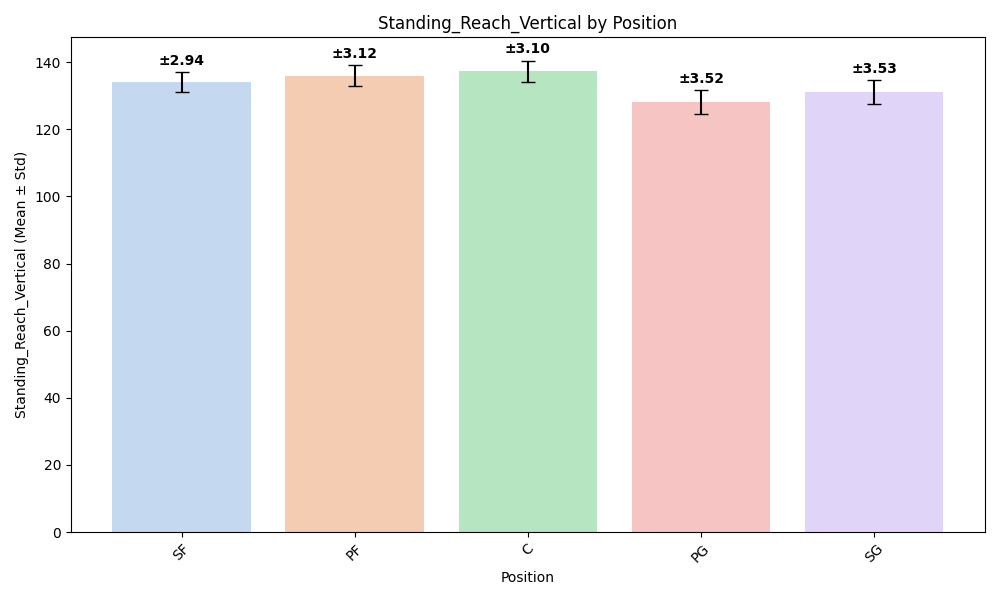 Standing_Reach_Vertical by Position
±2.94
±3.12
±3.10
±3.52
±3.53
Standing_Reach_Vertical (Mean ± Std)
140
120
100
80
60
40
20
0
SF
PF
C
PG
SG
Position